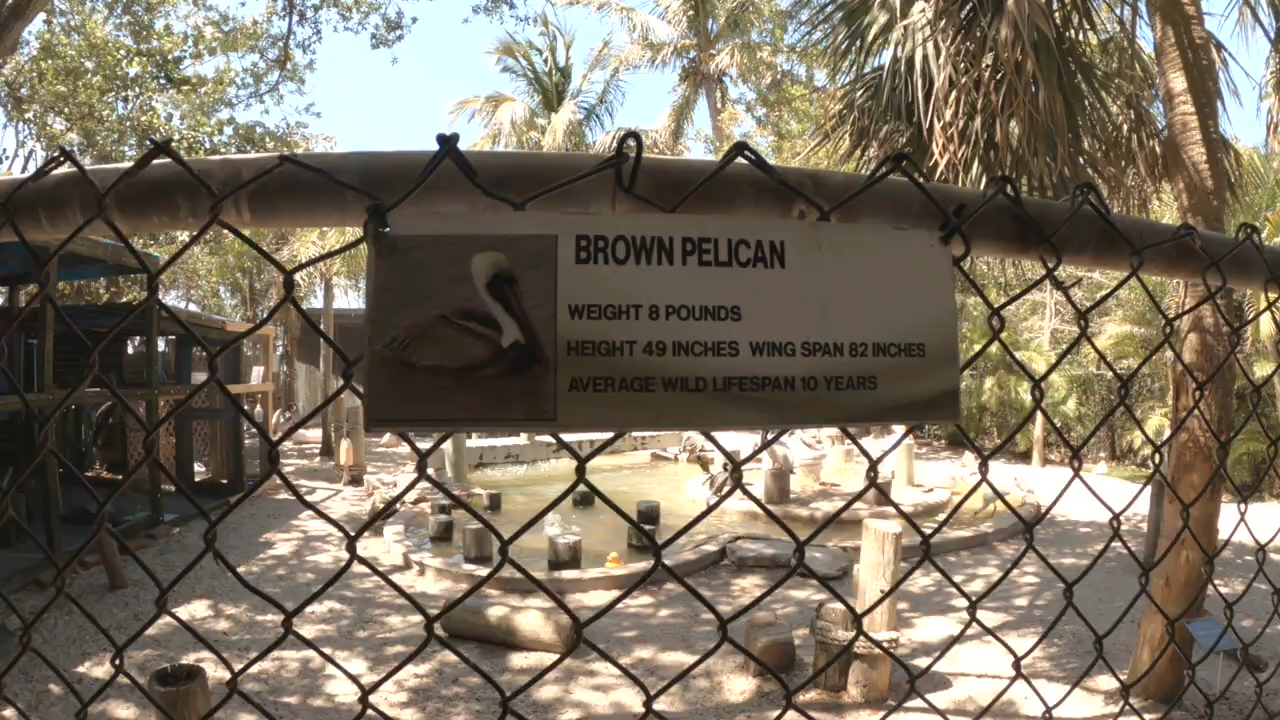 BROWN PELICAN
WEIGHT 8 POUNDS
HEIGHT 49 INCHES WING SPAN 82 INCHES
AVERAGE WILD LIFESPAN 10 YEARS